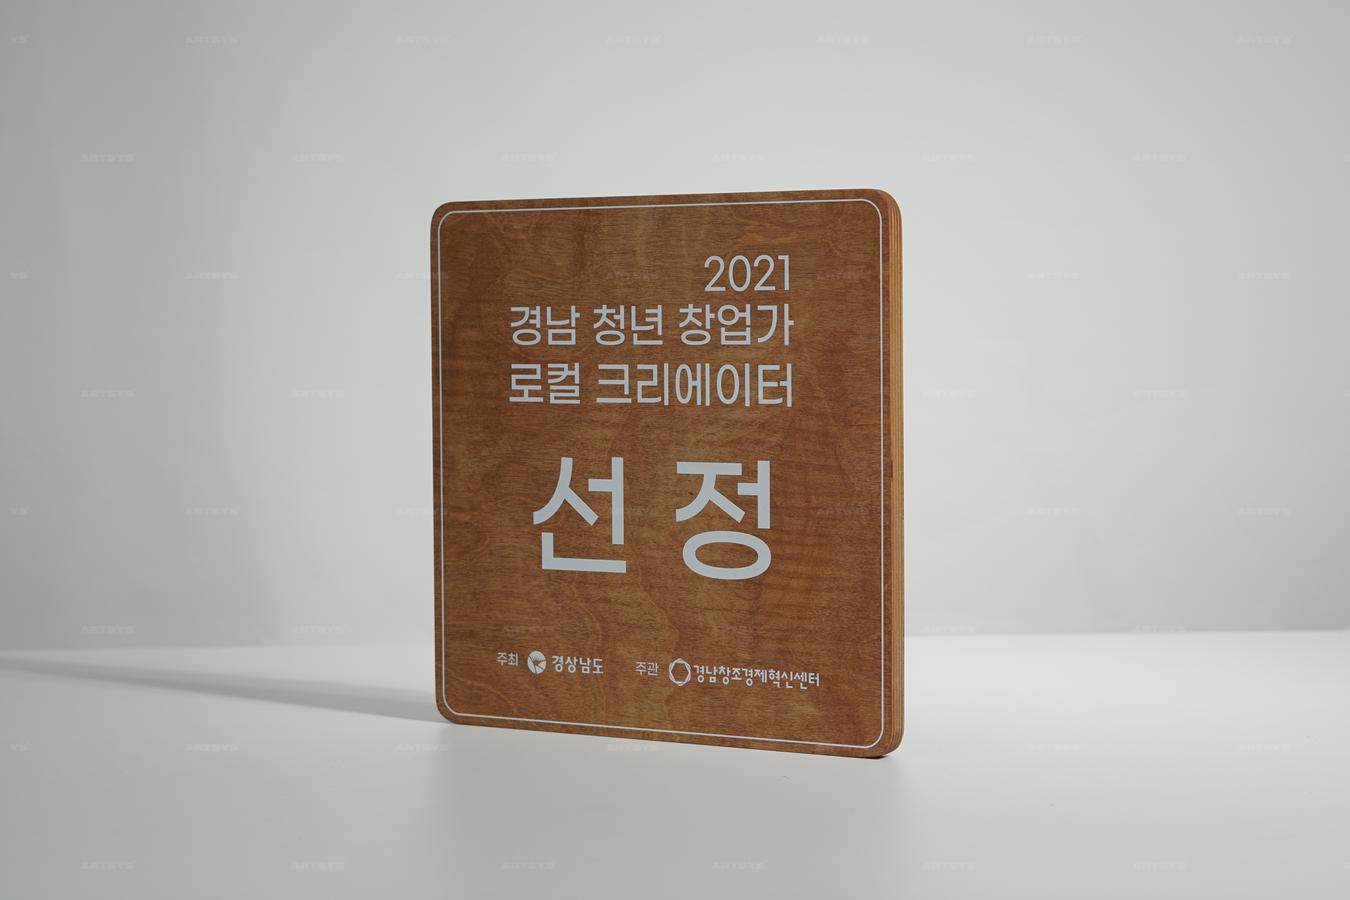 2021
경남 청년 창업가
로컬 크리에이터
선정
주최 경상남도 주관 경남창조경제혁신센터
ARTSYS